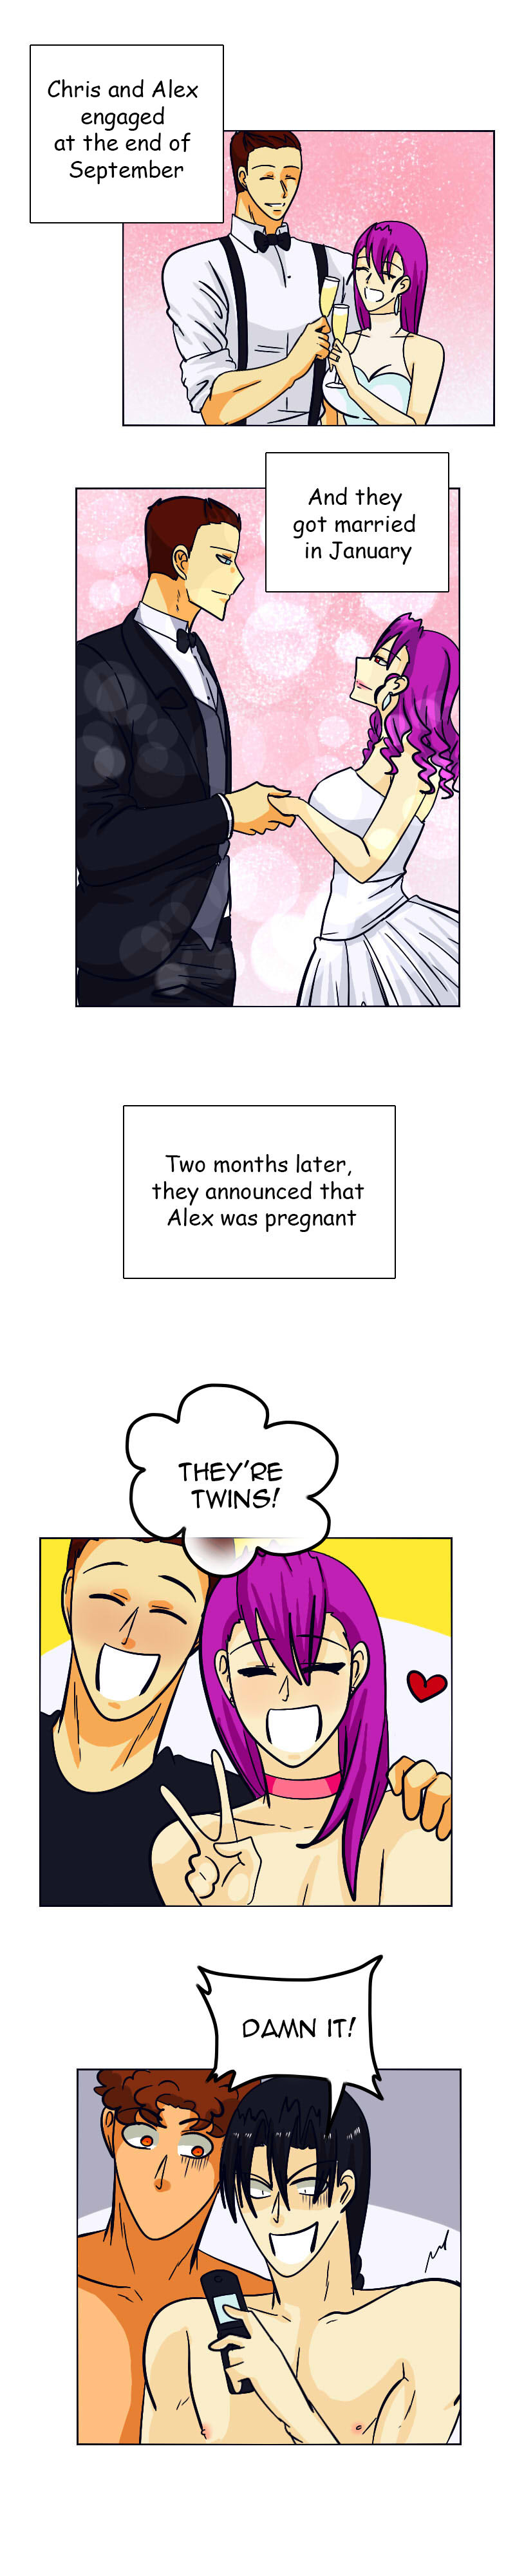 Chris and Alex
engaged
at the end of
September
And they
got married
in January
Two months later,
they announced that
Alex was pregnant
THEY'RE
TWINS!
DAMN IT!